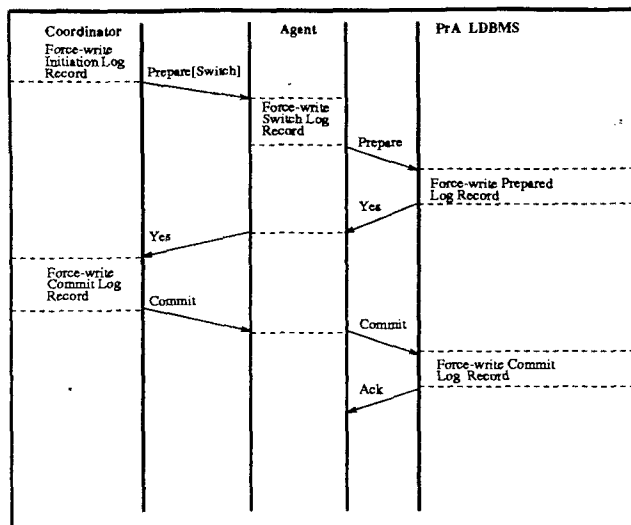 Coordinator Agent PrA LDBMS
Force-write
Initiation Log
Record
Prepare[Switch]
Force-write
Switch Log
Record
Prepare
Force-write Prepared
Log Record
Yes
Yes
Force-write
Commit Log
Record
Commit
Commit
Force-write Commit
Log Record
Ack